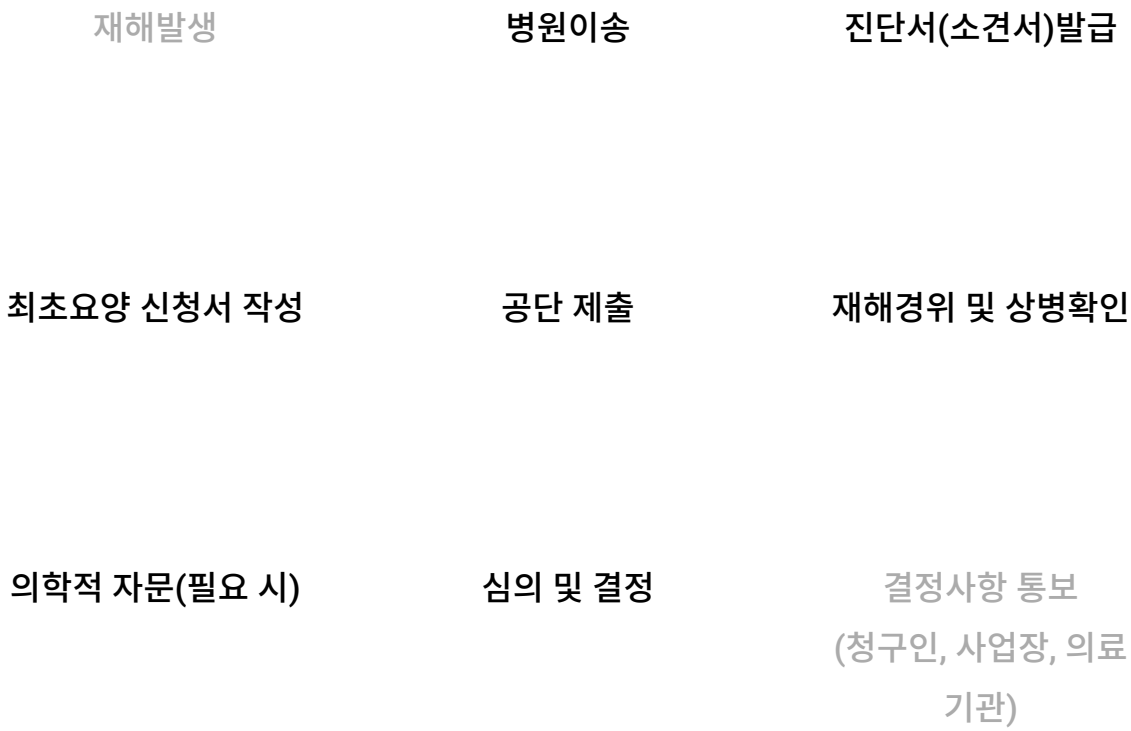 재해발생
병원이송
진단서(소견서)발급
최초요양 신청서 작성
공단 제출
재해경위 및 상병확인
의학적 자문(필요 시)
심의 및 결정
결정사항 통보
(청구인, 사업장, 의료
기관)